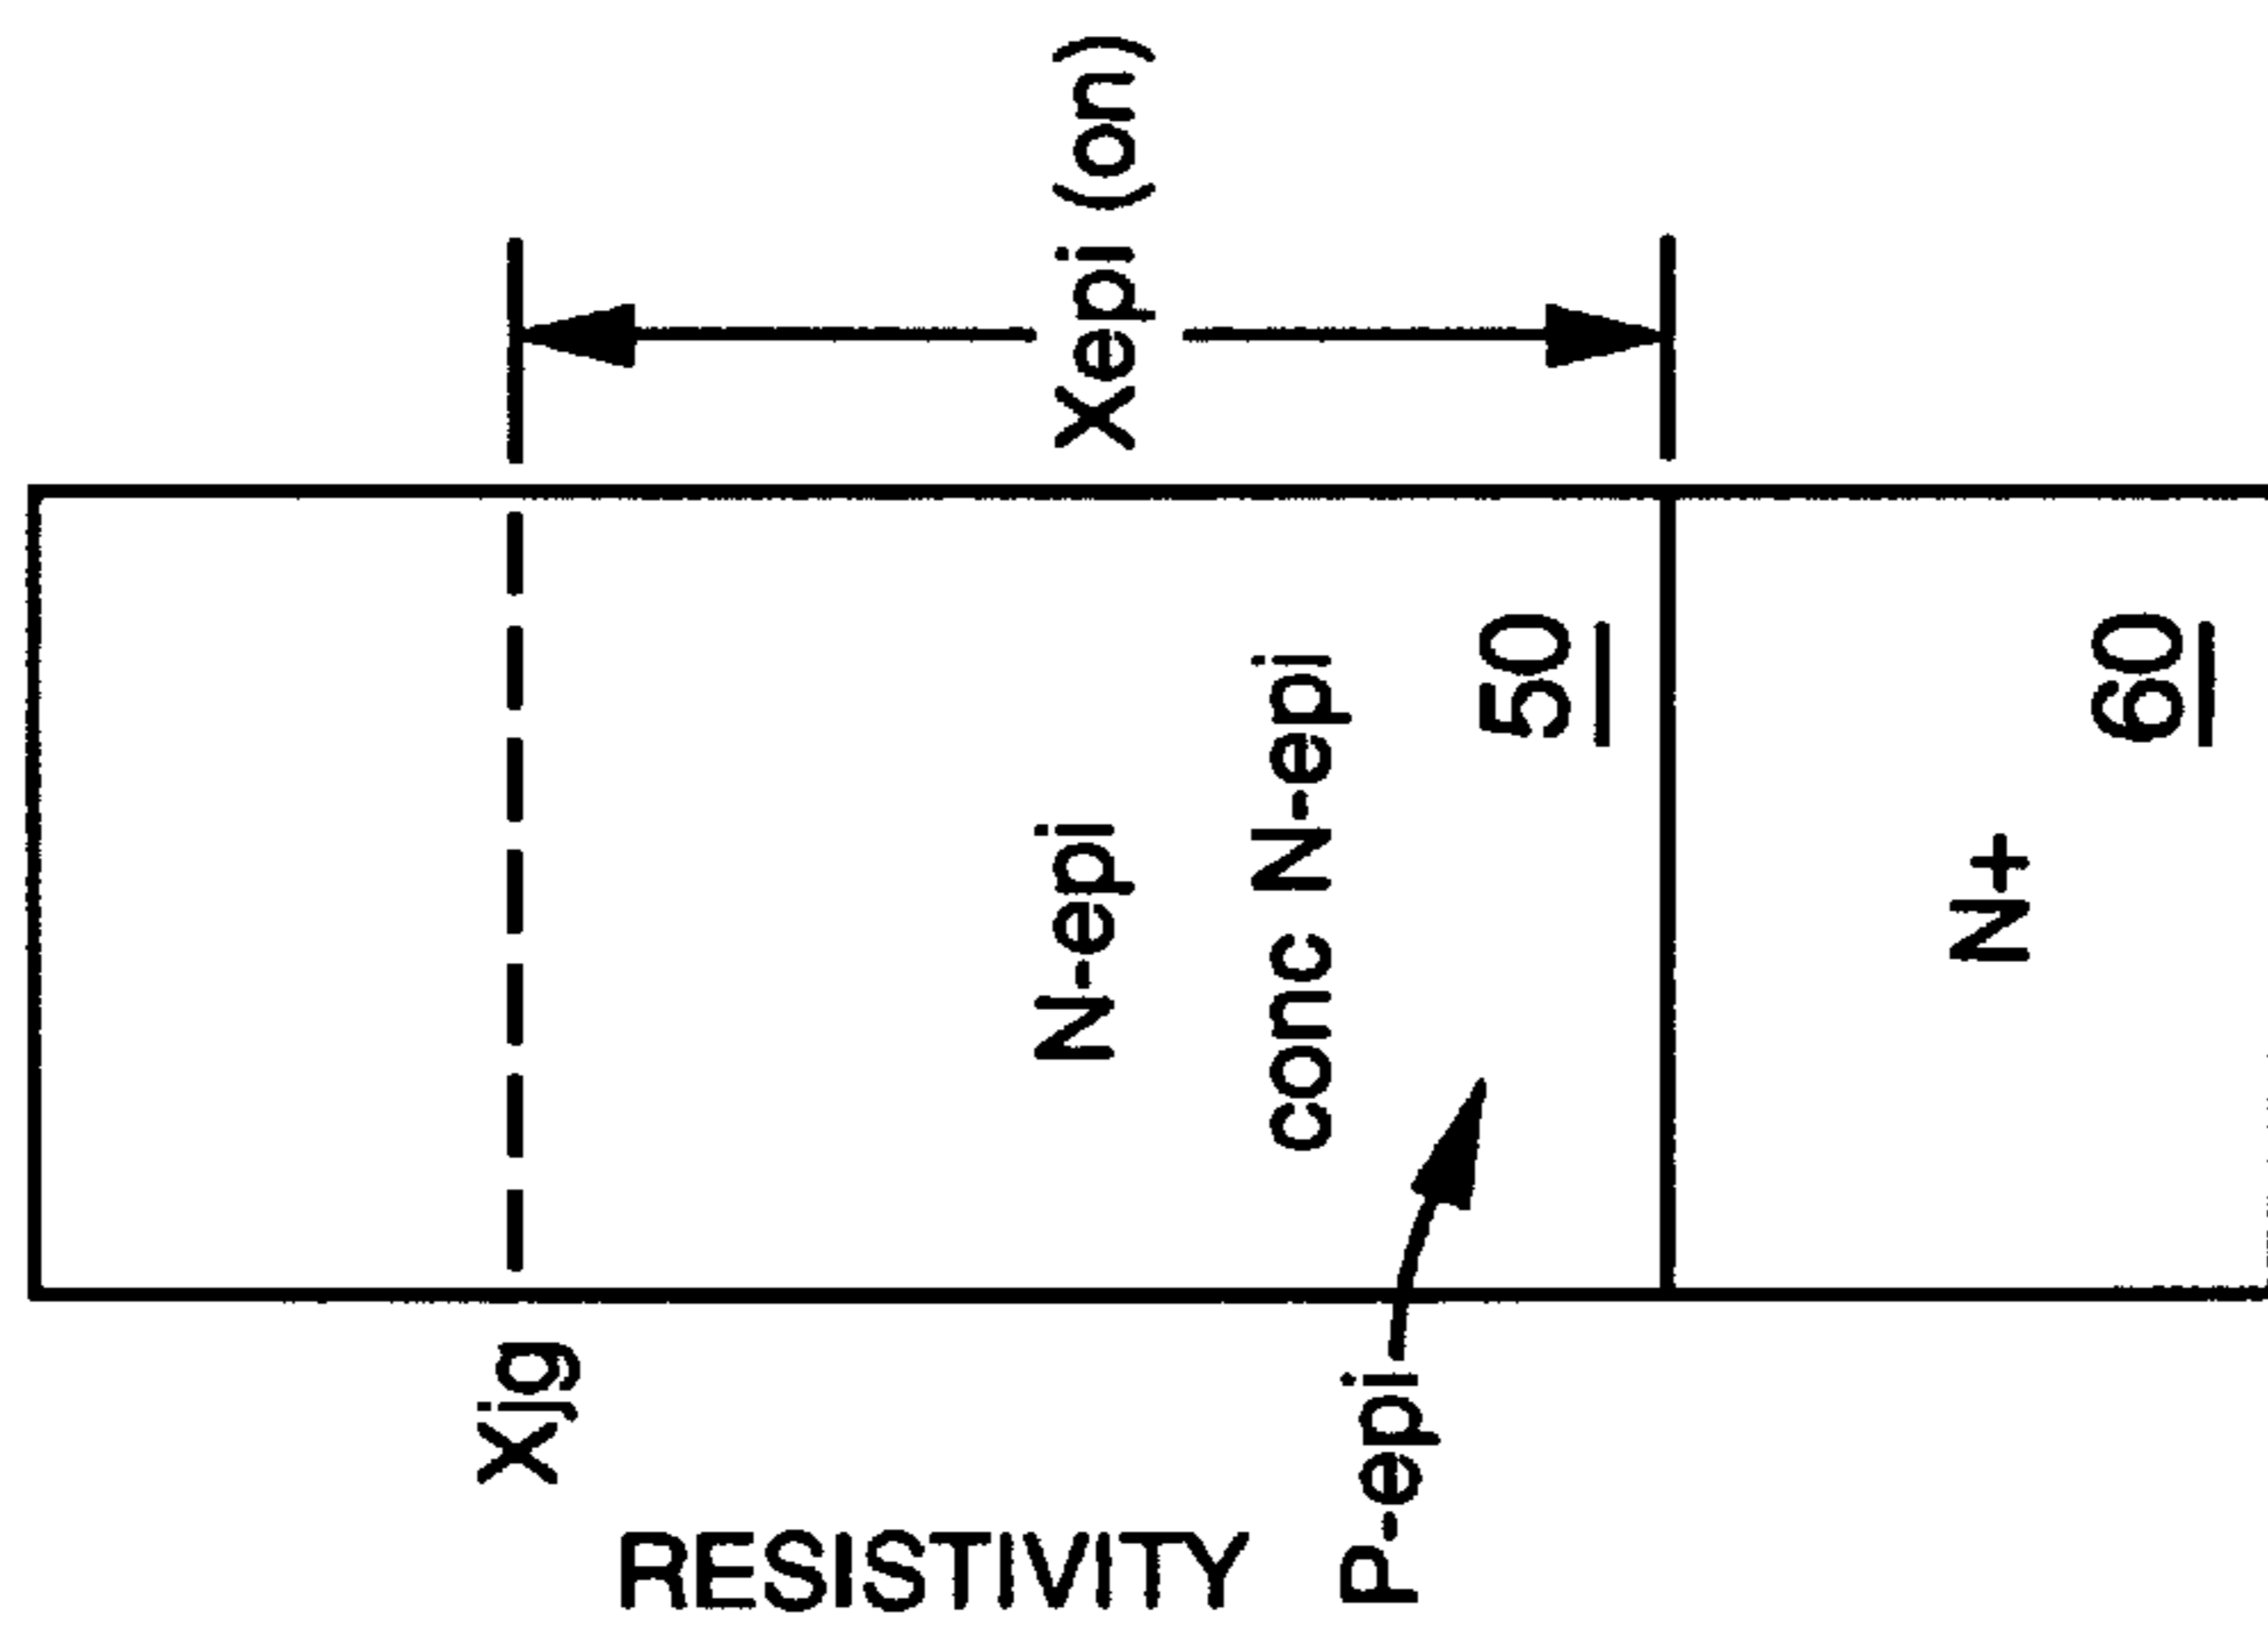 Xepi (on)
N-epi
conc N-epi
50
N+
60
Xjg
P-epi
RESISTIVITY